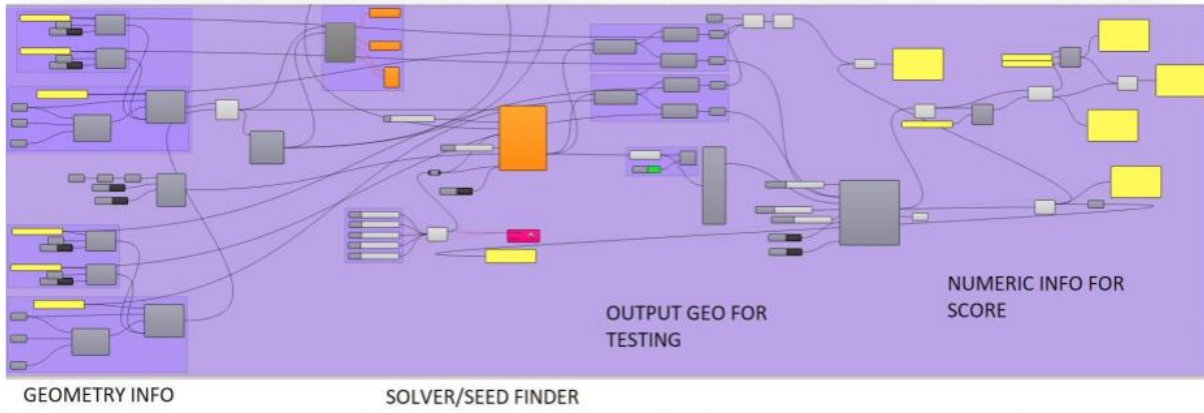 OUTPUT GEO FOR
TESTING
NUMERIC INFO FOR
SCORE
GEOMETRY INFO
SOLVER/SEED FINDER